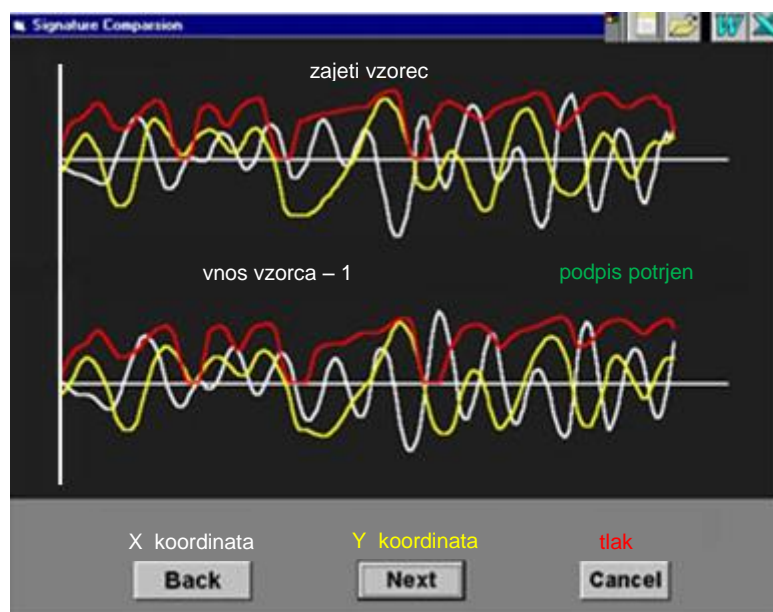 Signature Comparsion
zajeti vzorec
vnos vzorca – 1
podpis potrjen
X koordinata
Y koordinata
tlak
Back
Next
Cancel